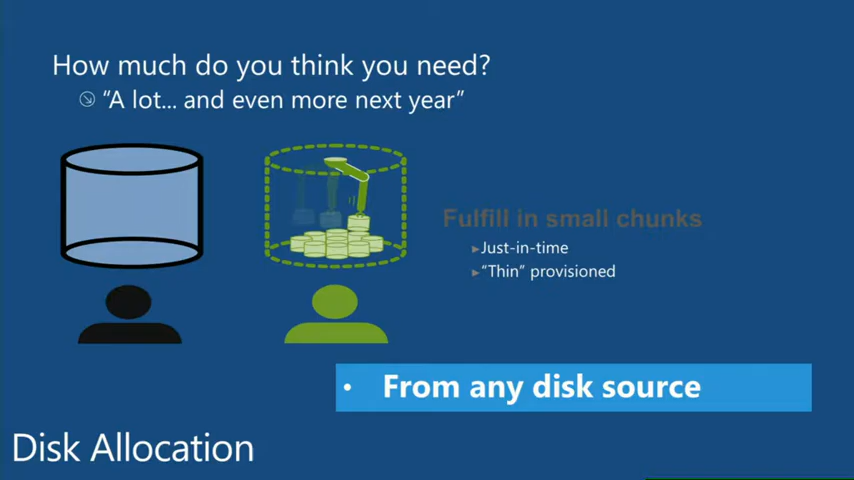 How much do you think you need?
“A lot... and even more next year”
Fulfill in small chunks
Just-in-time
“Thin” provisioned
• From any disk source
Disk Allocation